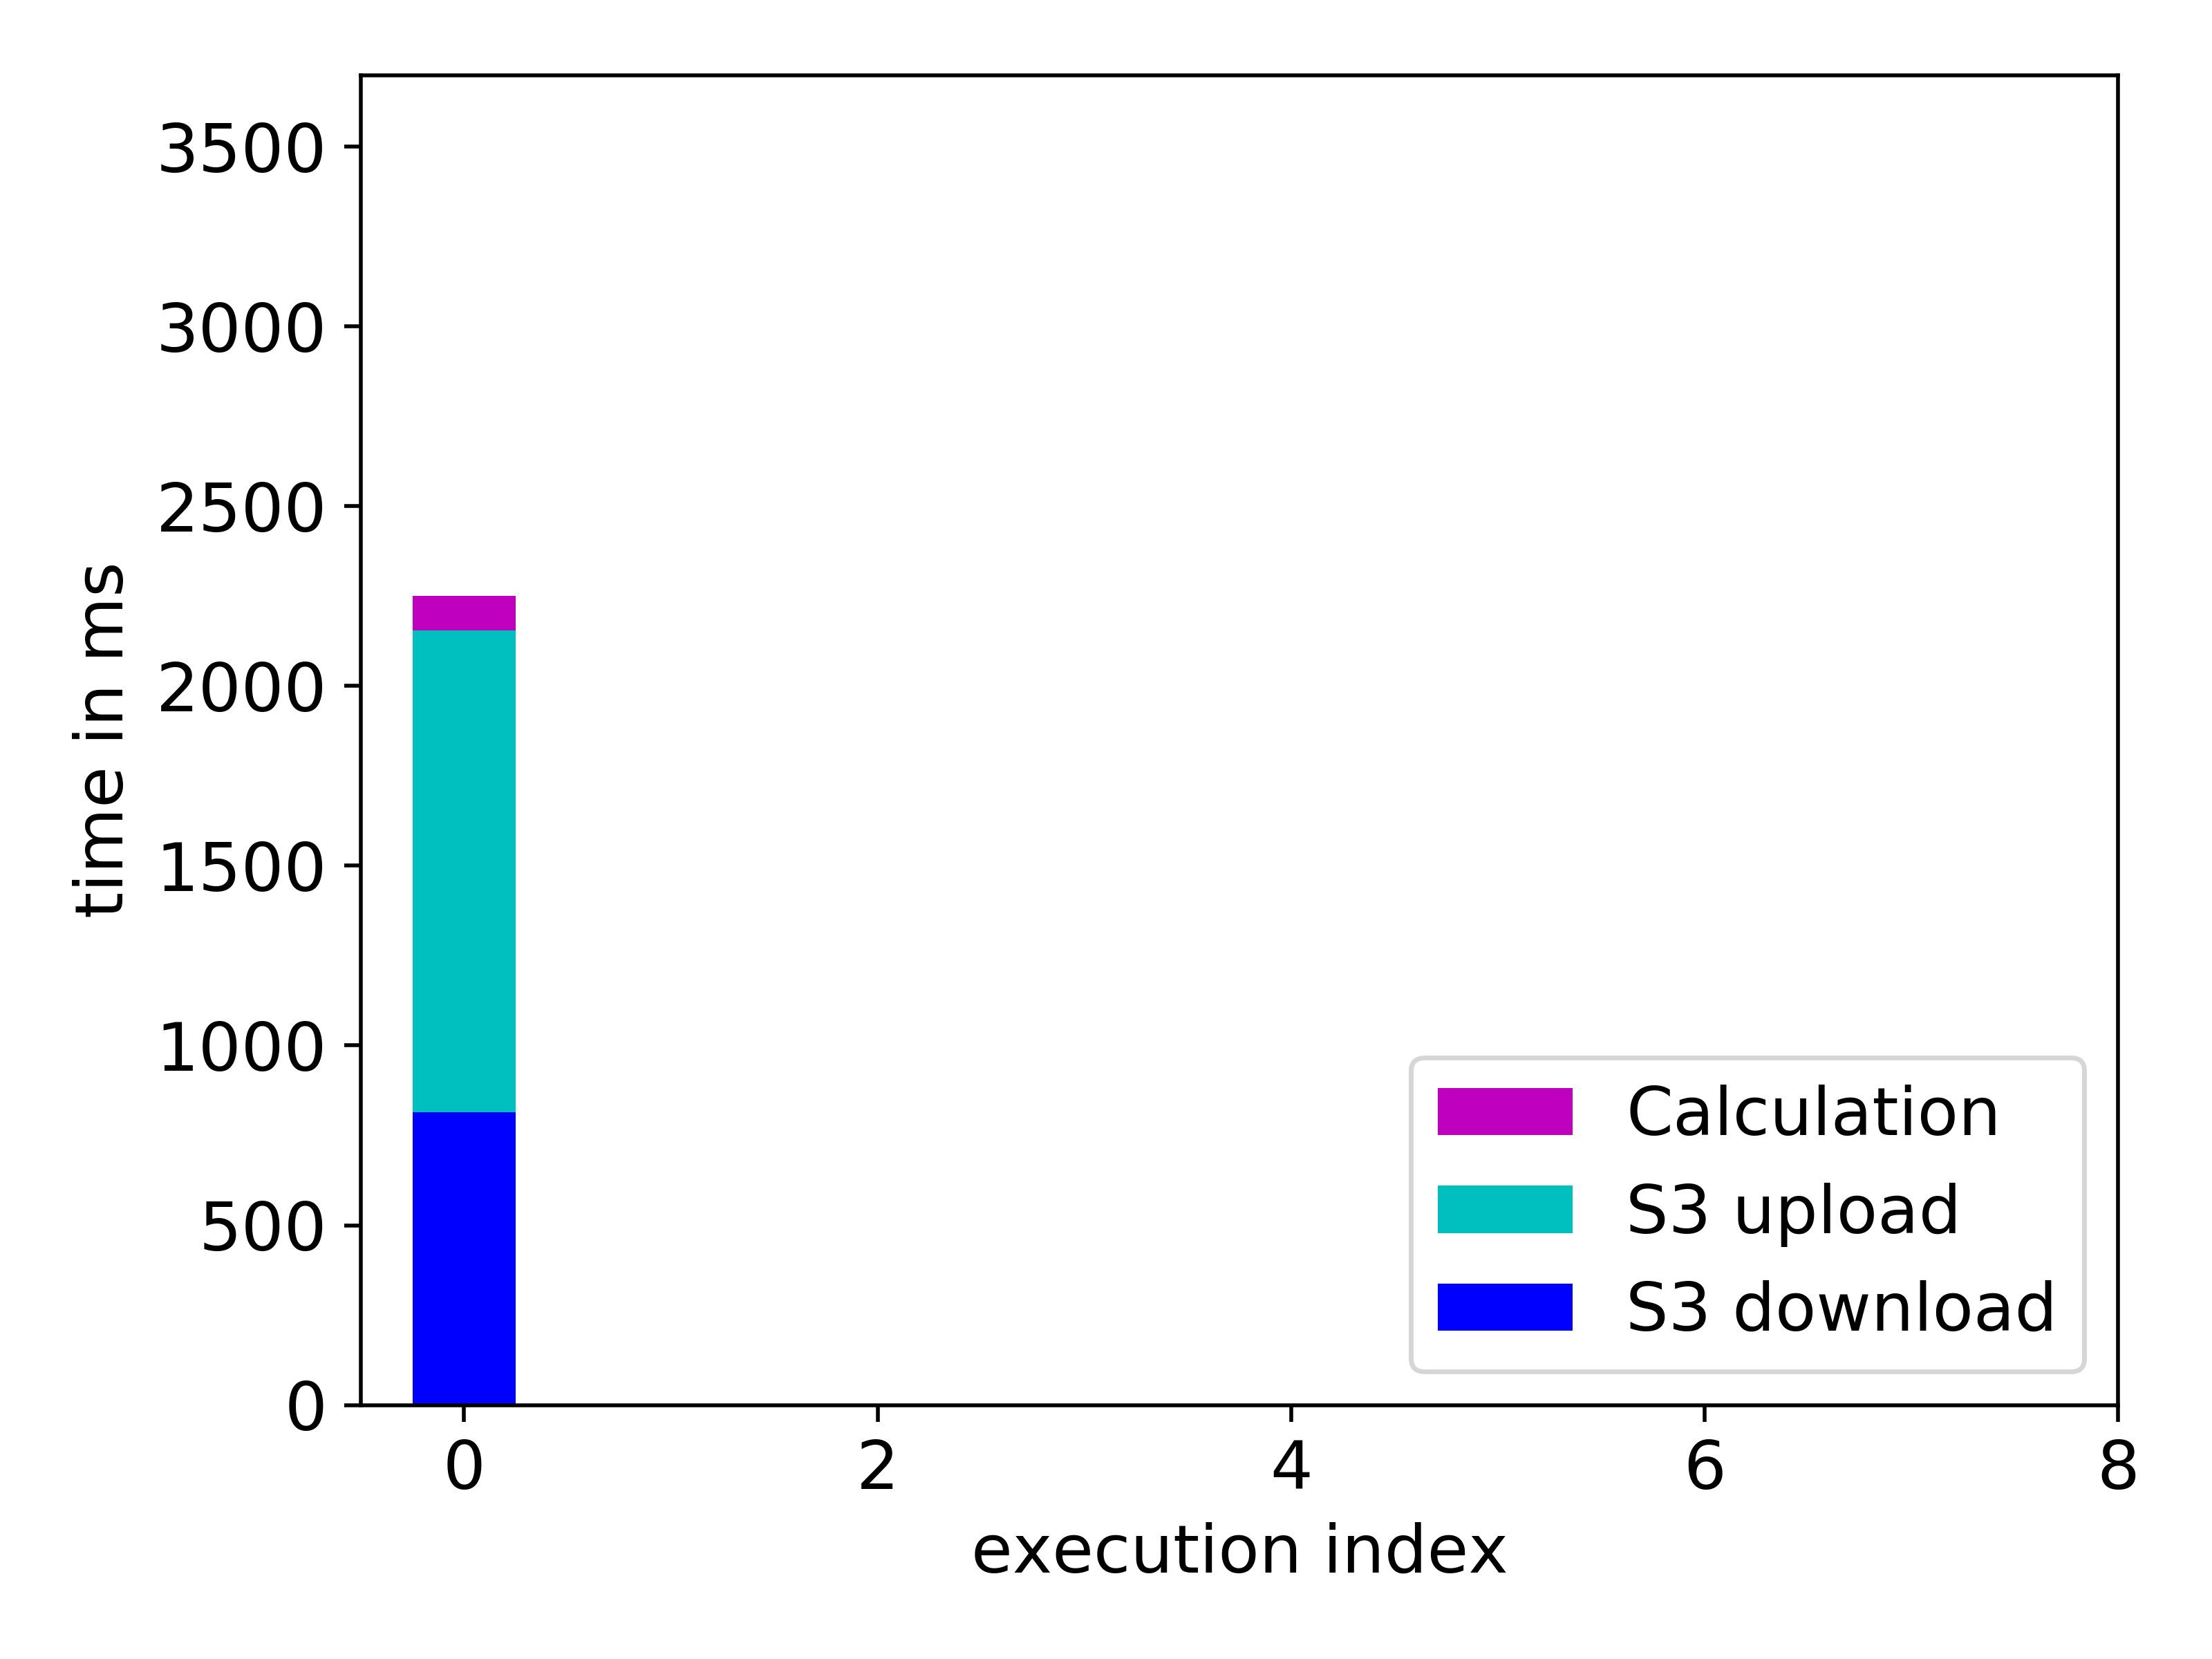 3500
3000
2500
2000
1500
1000
500
0
time in ms
0 2 4 6 8
execution index
Calculation
S3 upload
S3 download